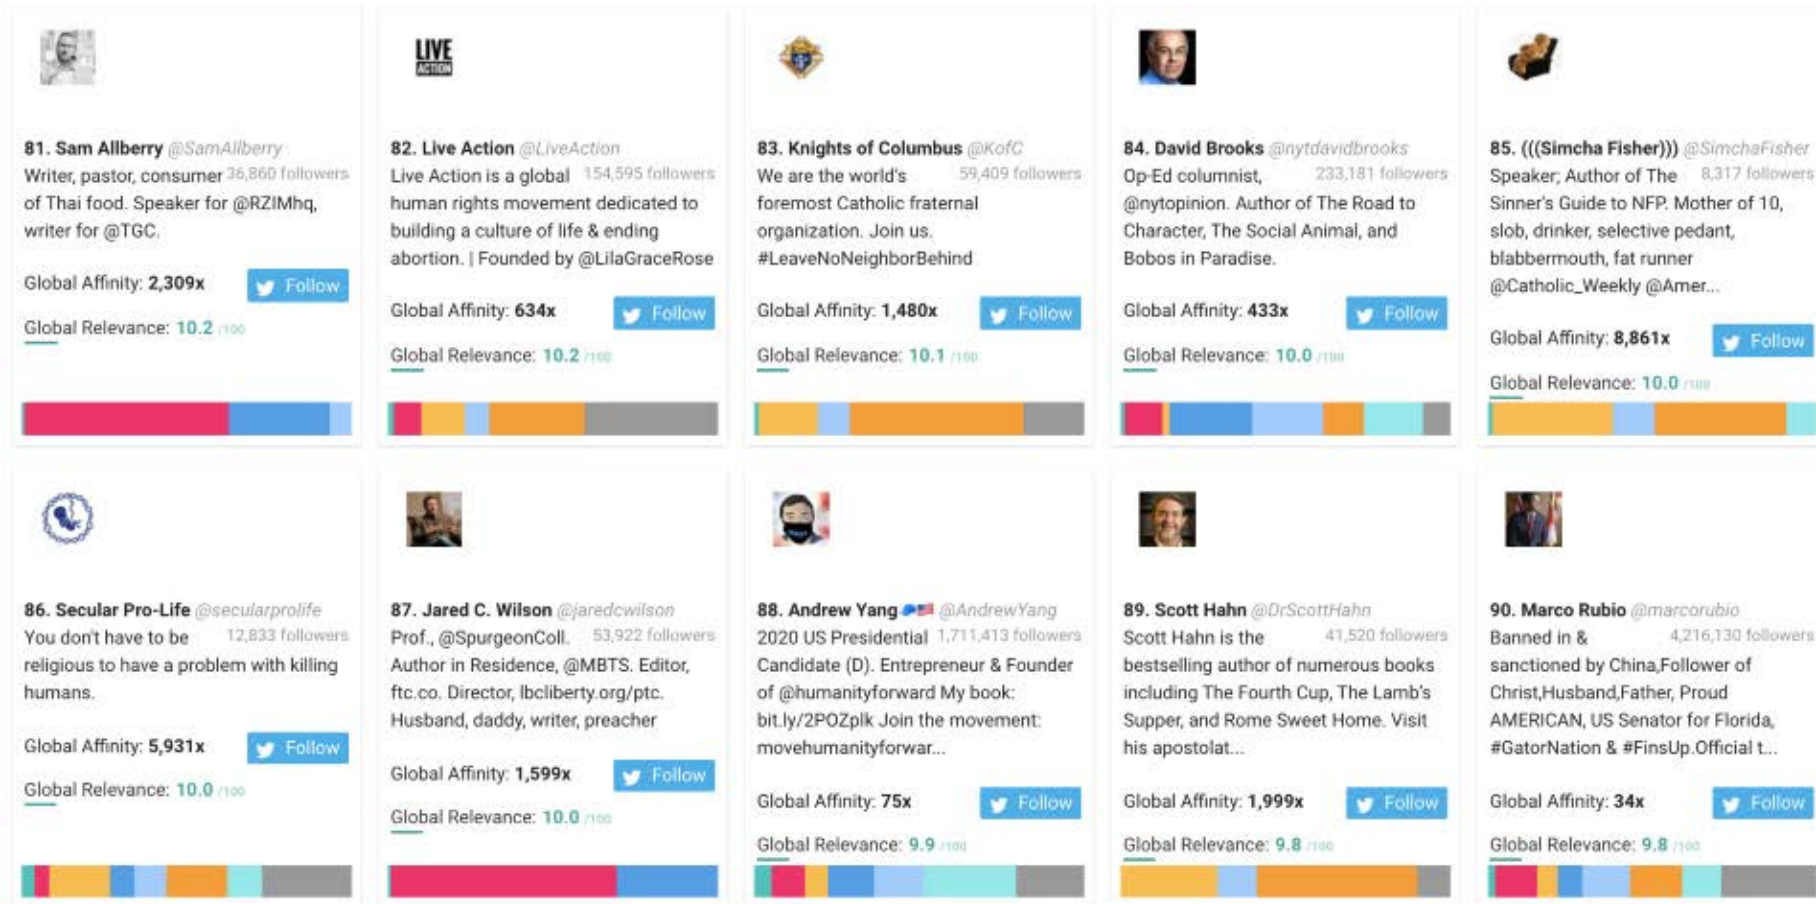 LIVE
ACTION
81. Sam Allberry @SamAllberry
Writer, pastor, consumer 36,860 followers
of Thai food. Speaker for @RZIMhq,
writer for @TGC.
Global Affinity: 2,309x Follow
Global Relevance: 10.2 /100
82. Live Action @LiveAction
Live Action is a global 154,595 followers
human rights movement dedicated to
building a culture of life & ending
abortion. | Founded by @LilaGraceRose
Global Affinity: 634x Follow
Global Relevance: 10.2 /100
83. Knights of Columbus @KofC
We are the world's 59,409 followers
foremost Catholic fraternal
organization. Join us.
#LeaveNoNeighborBehind
Global Affinity: 1,480x Follow
Global Relevance: 10.1 /100
84. David Brooks @nytdavidbrooks
Op-Ed columnist, 233,181 followers
@nytopinion. Author of The Road to
Character, The Social Animal, and
Bobos in Paradise.
Global Affinity: 433x Follow
Global Relevance: 10.0 /100
85. (((Simcha Fisher))) @SimchaFisher
Speaker; Author of The 8,317 followers
Sinner's Guide to NFP. Mother of 10,
slob, drinker, selective pedant,
blabbermouth, fat runner
@Catholic_Weekly @Amer...
Global Affinity: 8,861x Follow
Global Relevance: 10.0 /100
86. Secular Pro-Life @secularprolife
You don't have to be 12,833 followers
religious to have a problem with killing
humans.
Global Affinity: 5,931x Follow
Global Relevance: 10.0 /100
87. Jared C. Wilson @jaredcwilson
Prof., @SpurgeonColl. 53,922 followers
Author in Residence, @MBTS. Editor,
ftc.co. Director, lbcliberty.org/ptc.
Husband, daddy, writer, preacher
Global Affinity: 1,599x Follow
Global Relevance: 10.0 /100
88. Andrew Yang🧢🇺🇸 @AndrewYang
2020 US Presidential 1,711,413 followers
Candidate (D). Entrepreneur & Founder
of @humanityforward My book:
bit.ly/2POZplk Join the movement:
movehumanityforwar...
Global Affinity: 75x Follow
Global Relevance: 9.9 /100
89. Scott Hahn @DrScottHahn
Scott Hahn is the 41,520 followers
bestselling author of numerous books
including The Fourth Cup, The Lamb's
Supper, and Rome Sweet Home. Visit
his apostolat...
Global Affinity: 1,999x Follow
Global Relevance: 9.8 /100
90. Marco Rubio @marcorubio
Banned in & 4,216,130 followers
sanctioned by China,Follower of
Christ,Husband,Father, Proud
AMERICAN, US Senator for Florida,
#GatorNation & #FinsUp.Official t...
Global Affinity: 34x Follow
Global Relevance: 9.8 /100